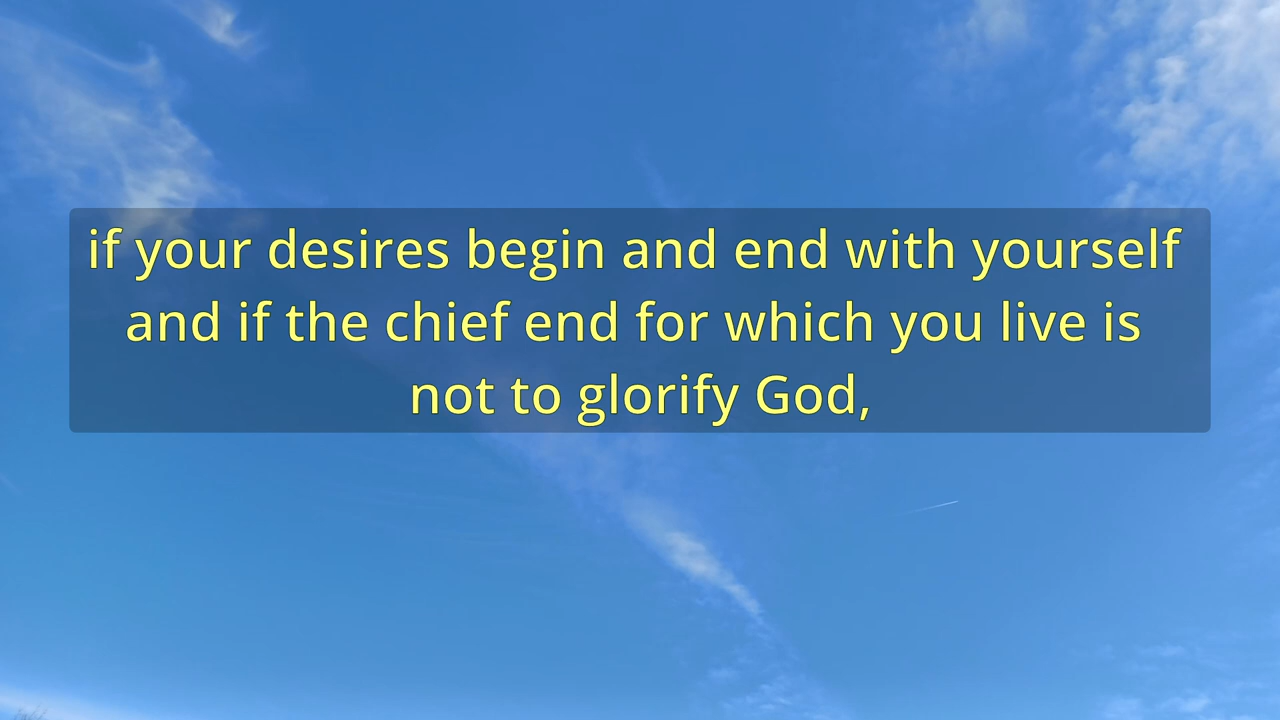 if your desires begin and end with yourself
and if the chief end for which you live is
not to glorify God,